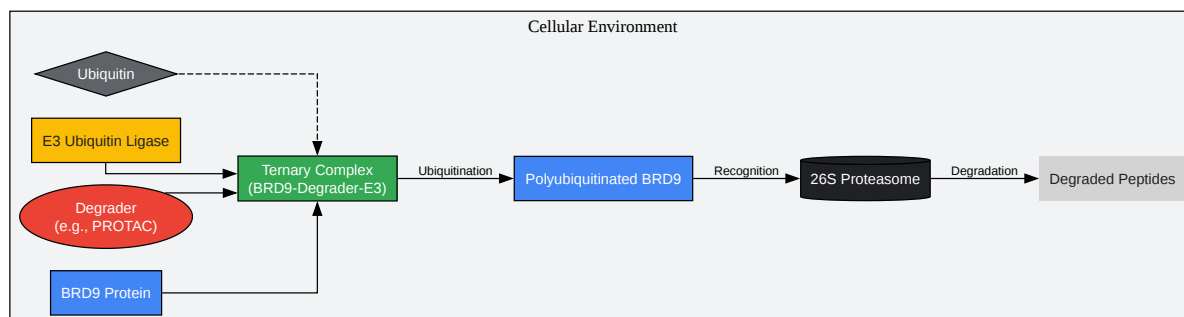 Cellular Environment
Ubiquitin
E3 Ubiquitin Ligase
Degrader
(e.g., PROTAC)
BRD9 Protein
Ternary Complex
(BRD9-Degrader-E3)
Ubiquitination
Polyubiquitinated BRD9
Recognition
26S Proteasome
Degradation
Degraded Peptides